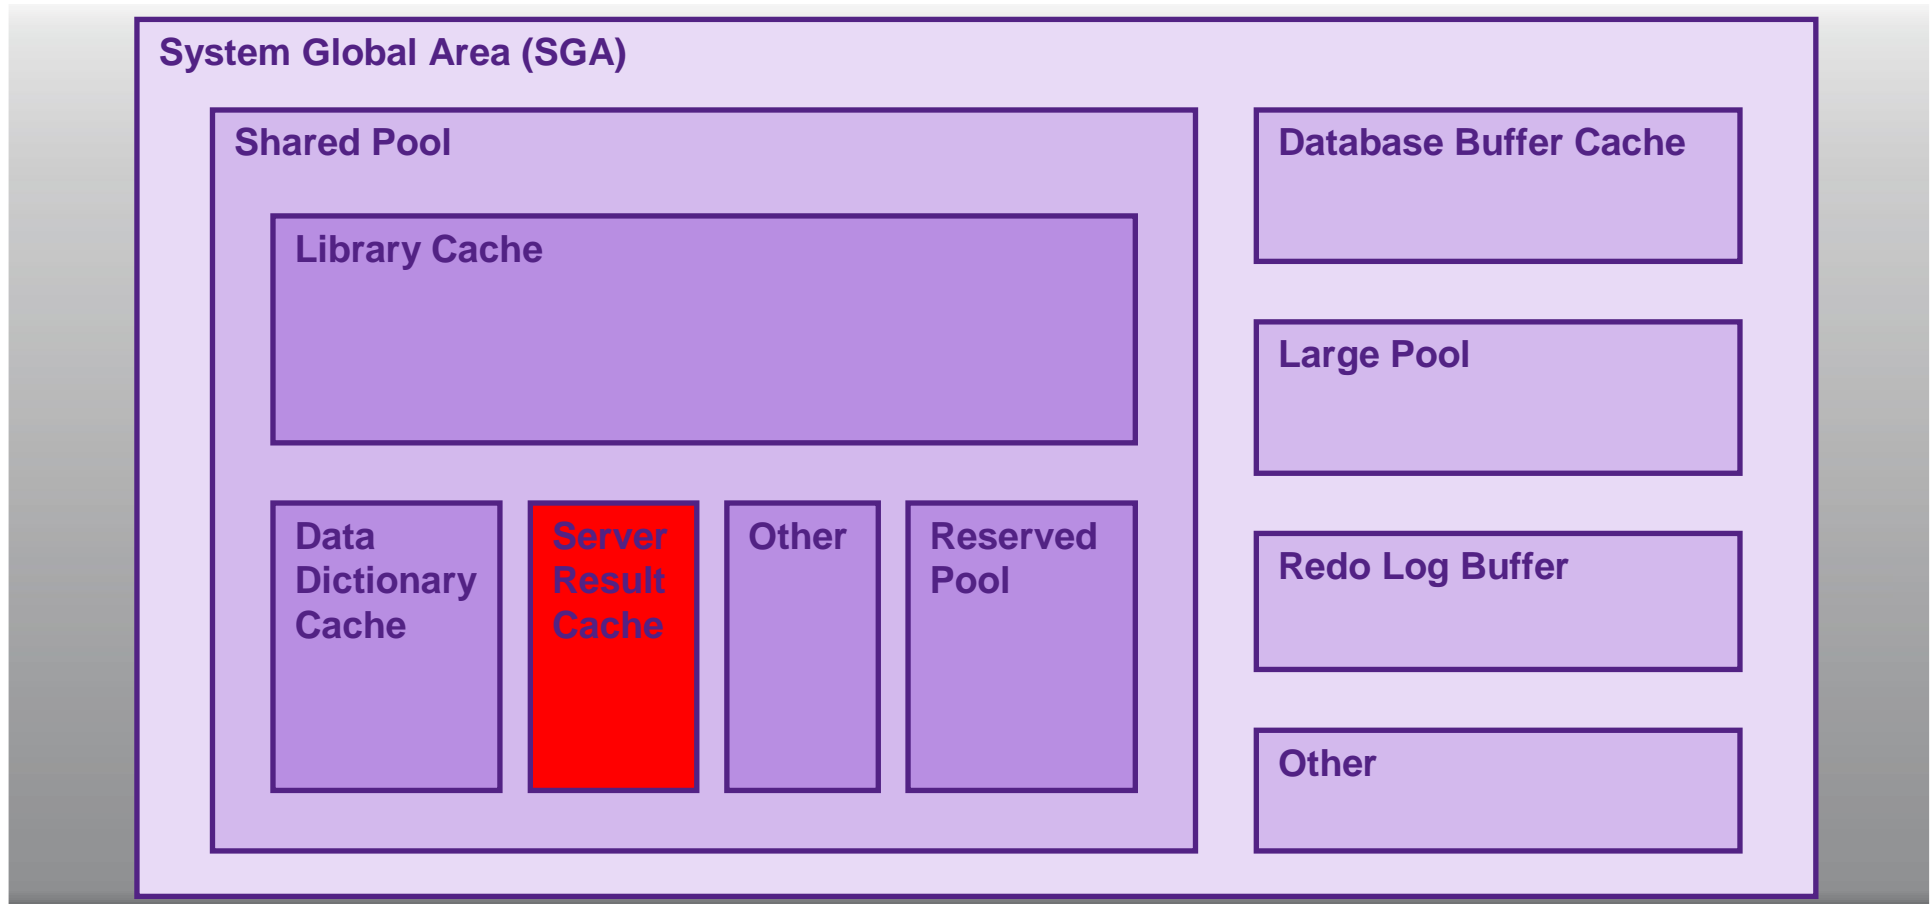 System Global Area (SGA)
Shared Pool
Library Cache
Data
Dictionary
Cache
Server
Result
Cache
Other
Reserved
Pool
Database Buffer Cache
Large Pool
Redo Log Buffer
Other